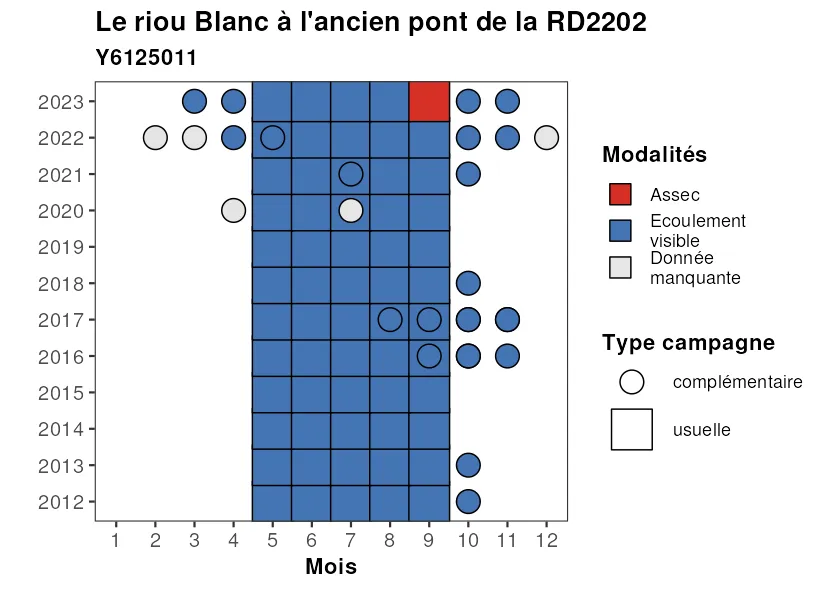 Le riou Blanc à l'ancien pont de la RD2202
Y6125011
2023
2022
2021
2020
2019
2018
2017
2016
2015
2014
2013
2012
1 2 3 4 5 6 7 8 9 10 11 12
Mois
Modalités
Assec
Ecoulement
visible
Donnée
manquante
Type campagne
complémentaire
usuelle